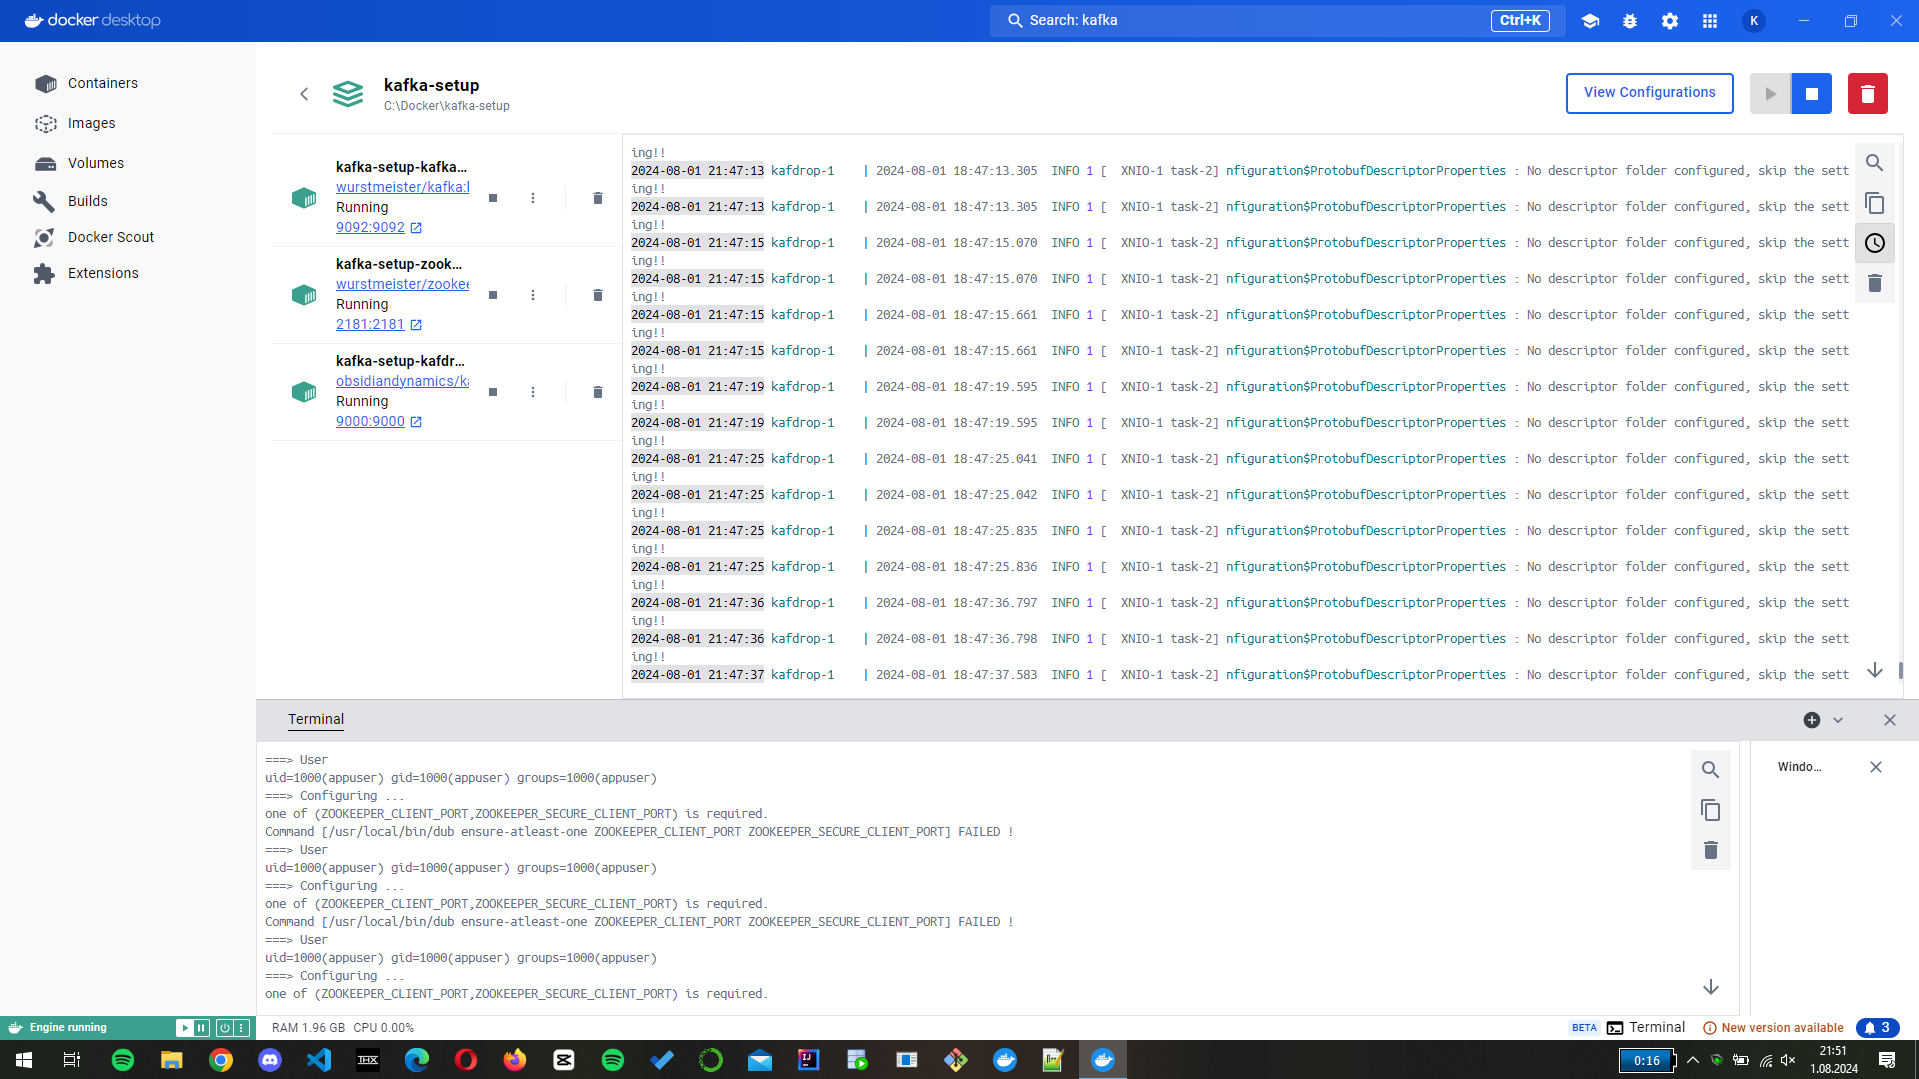 docker desktop
Search: kafka
Ctrl+K
K
Containers
Images
Volumes
Builds
Docker Scout
Extensions
kafka-setup
C:\Docker\kafka-setup
View Configurations
kafka-setup-kafka...
wurstmeister/kafka:l
Running
9092:9092
kafka-setup-zook...
wurstmeister/zookee
Running
2181:2181
kafka-setup-kafdr...
obsidiandynamics/ka
Running
9000:9000
ing!!
2024-08-01 21:47:13 kafdrop-1    | 2024-08-01 18:47:13.305  INFO 1 [  XNIO-1 task-2] nfiguration$ProtobufDescriptorProperties : No descriptor folder configured, skip the sett
ing!!
2024-08-01 21:47:13 kafdrop-1    | 2024-08-01 18:47:13.305  INFO 1 [  XNIO-1 task-2] nfiguration$ProtobufDescriptorProperties : No descriptor folder configured, skip the sett
ing!!
2024-08-01 21:47:15 kafdrop-1    | 2024-08-01 18:47:15.070  INFO 1 [  XNIO-1 task-2] nfiguration$ProtobufDescriptorProperties : No descriptor folder configured, skip the sett
ing!!
2024-08-01 21:47:15 kafdrop-1    | 2024-08-01 18:47:15.070  INFO 1 [  XNIO-1 task-2] nfiguration$ProtobufDescriptorProperties : No descriptor folder configured, skip the sett
ing!!
2024-08-01 21:47:15 kafdrop-1    | 2024-08-01 18:47:15.661  INFO 1 [  XNIO-1 task-2] nfiguration$ProtobufDescriptorProperties : No descriptor folder configured, skip the sett
ing!!
2024-08-01 21:47:15 kafdrop-1    | 2024-08-01 18:47:15.661  INFO 1 [  XNIO-1 task-2] nfiguration$ProtobufDescriptorProperties : No descriptor folder configured, skip the sett
ing!!
2024-08-01 21:47:19 kafdrop-1    | 2024-08-01 18:47:19.595  INFO 1 [  XNIO-1 task-2] nfiguration$ProtobufDescriptorProperties : No descriptor folder configured, skip the sett
ing!!
2024-08-01 21:47:19 kafdrop-1    | 2024-08-01 18:47:19.595  INFO 1 [  XNIO-1 task-2] nfiguration$ProtobufDescriptorProperties : No descriptor folder configured, skip the sett
ing!!
2024-08-01 21:47:25 kafdrop-1    | 2024-08-01 18:47:25.041  INFO 1 [  XNIO-1 task-2] nfiguration$ProtobufDescriptorProperties : No descriptor folder configured, skip the sett
ing!!
2024-08-01 21:47:25 kafdrop-1    | 2024-08-01 18:47:25.042  INFO 1 [  XNIO-1 task-2] nfiguration$ProtobufDescriptorProperties : No descriptor folder configured, skip the sett
ing!!
2024-08-01 21:47:25 kafdrop-1    | 2024-08-01 18:47:25.835  INFO 1 [  XNIO-1 task-2] nfiguration$ProtobufDescriptorProperties : No descriptor folder configured, skip the sett
ing!!
2024-08-01 21:47:25 kafdrop-1    | 2024-08-01 18:47:25.836  INFO 1 [  XNIO-1 task-2] nfiguration$ProtobufDescriptorProperties : No descriptor folder configured, skip the sett
ing!!
2024-08-01 21:47:36 kafdrop-1    | 2024-08-01 18:47:36.797  INFO 1 [  XNIO-1 task-2] nfiguration$ProtobufDescriptorProperties : No descriptor folder configured, skip the sett
ing!!
2024-08-01 21:47:36 kafdrop-1    | 2024-08-01 18:47:36.798  INFO 1 [  XNIO-1 task-2] nfiguration$ProtobufDescriptorProperties : No descriptor folder configured, skip the sett
ing!!
2024-08-01 21:47:37 kafdrop-1    | 2024-08-01 18:47:37.583  INFO 1 [  XNIO-1 task-2] nfiguration$ProtobufDescriptorProperties : No descriptor folder configured, skip the sett
Terminal
===> User
uid=1000(appuser) gid=1000(appuser) groups=1000(appuser)
===> Configuring ...
one of (ZOOKEEPER_CLIENT_PORT,ZOOKEEPER_SECURE_CLIENT_PORT) is required.
Command [/usr/local/bin/dub ensure-atleast-one ZOOKEEPER_CLIENT_PORT ZOOKEEPER_SECURE_CLIENT_PORT] FAILED !
===> User
uid=1000(appuser) gid=1000(appuser) groups=1000(appuser)
===> Configuring ...
one of (ZOOKEEPER_CLIENT_PORT,ZOOKEEPER_SECURE_CLIENT_PORT) is required.
Command [/usr/local/bin/dub ensure-atleast-one ZOOKEEPER_CLIENT_PORT ZOOKEEPER_SECURE_CLIENT_PORT] FAILED !
===> User
uid=1000(appuser) gid=1000(appuser) groups=1000(appuser)
===> Configuring ...
one of (ZOOKEEPER_CLIENT_PORT,ZOOKEEPER_SECURE_CLIENT_PORT) is required.
Windo...
Engine running
RAM 1.96 GB CPU 0.00%
BETA
Terminal
New version available
3
THX
IJ
0:16
21:51
1.08.2024